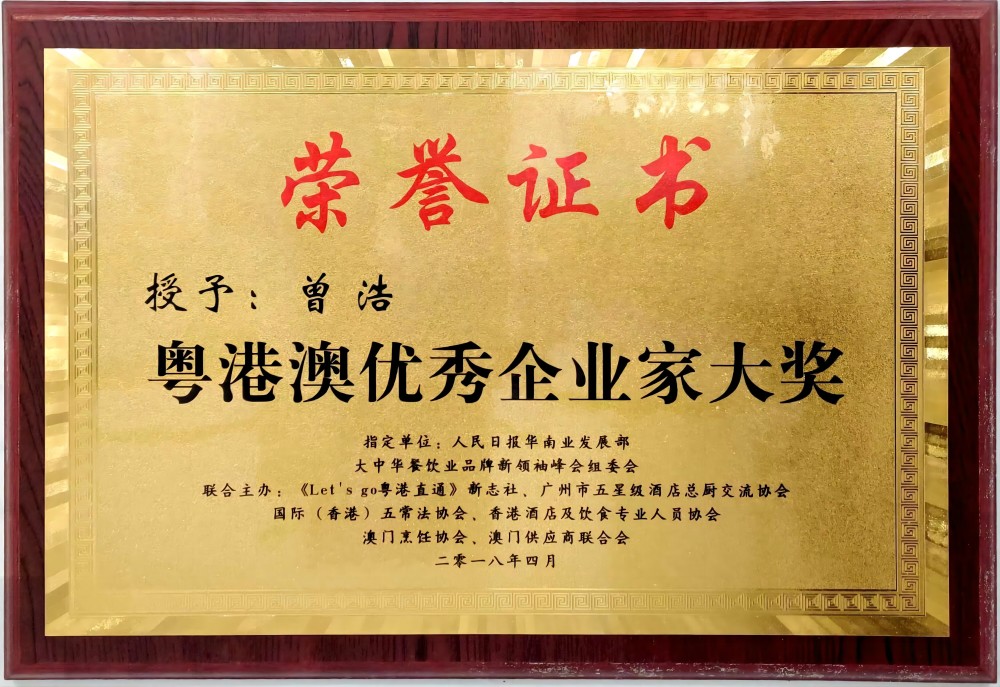 荣誉证书
授予：曾浩
粤港澳优秀企业家大奖
指定单位：人民日报华南业发展部
大中华餐饮业品牌新领袖峰会组委会
联合主办：《Let's go粤港直通》新志社、广州市五星级酒店总厨交流协会
国际（香港）五常法协会、香港酒店及饮食专业人员协会
澳门烹饪协会、澳门供应商联合会
二零一八年四月